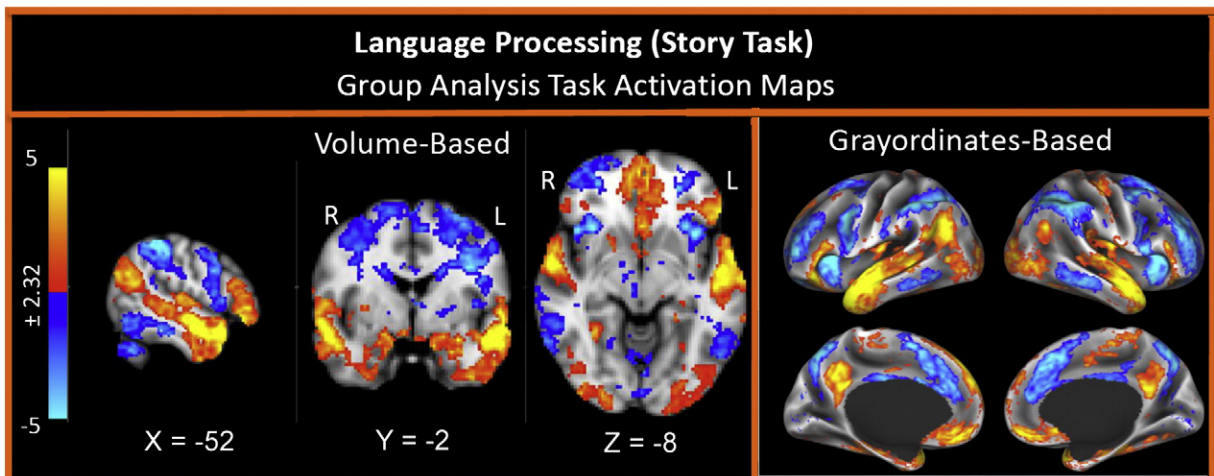 Language Processing (Story Task)
Group Analysis Task Activation Maps
Volume-Based
Grayordinates-Based
5
± 2.32
-5
R
L
R
L
X = -52
Y = -2
Z = -8